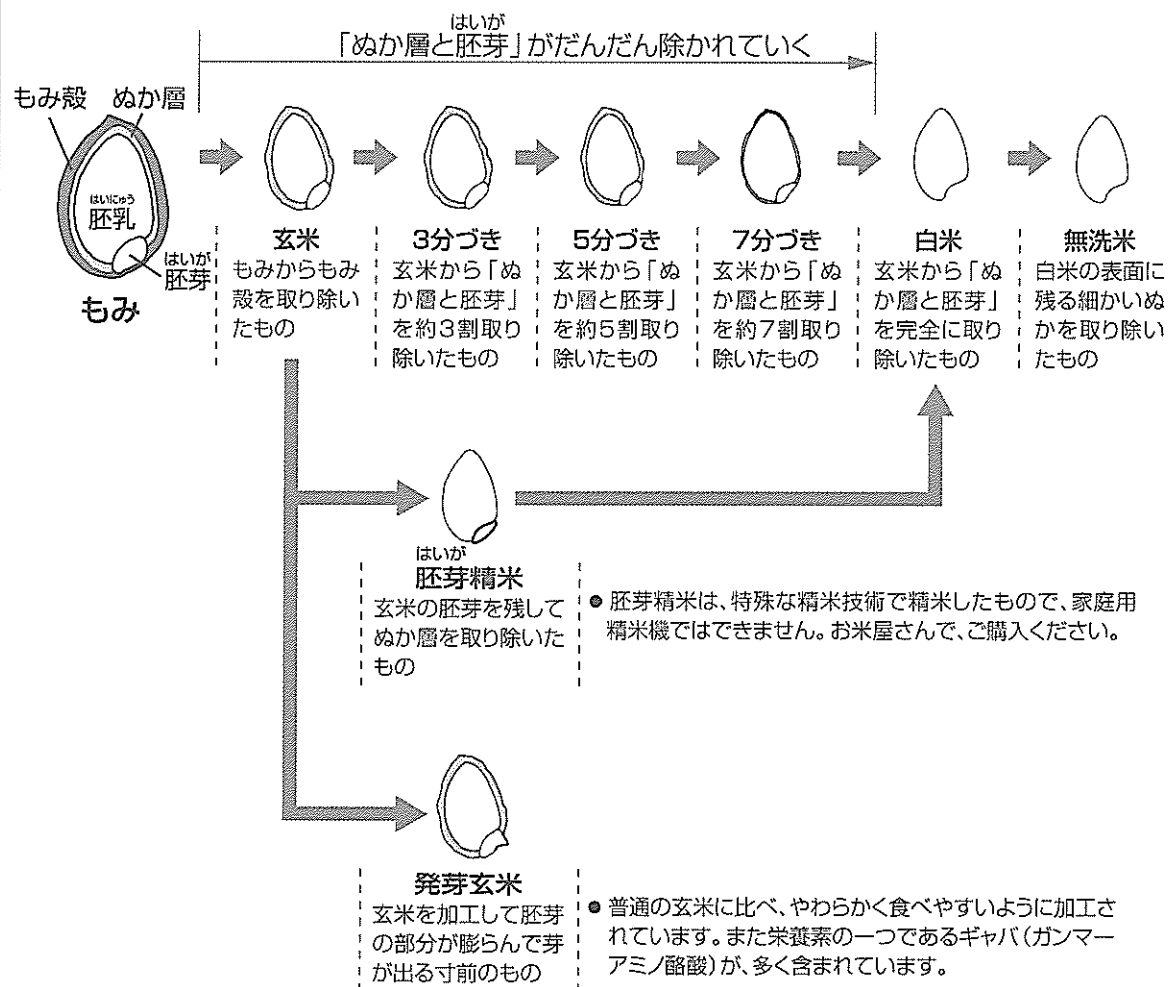 はいが
「ぬか層と胚芽」がだんだん除かれていく
もみ殻 ぬか層
はいにゅう
胚乳
はいが
胚芽
もみ
玄米
もみからもみ
殻を取り除い
たもの
3分づき
玄米から「ぬ
か層と胚芽」
を約3割取り
除いたもの
5分づき
玄米から「ぬ
か層と胚芽」
を約5割取り
除いたもの
7分づき
玄米から「ぬ
か層と胚芽」
を約7割取り
除いたもの
白米
玄米から「ぬ
か層と胚芽」
を完全に取り
除いたもの
無洗米
白米の表面に
残る細かいぬ
かを取り除い
たもの
はいが
胚芽精米
玄米の胚芽を残して
ぬか層を取り除いた
もの
●胚芽精米は、特殊な精米技術で精米したもので、家庭用
精米機ではできません。お米屋さんで、ご購入ください。
発芽玄米
玄米を加工して胚芽
の部分が膨らんで芽
が出る寸前のもの
●普通の玄米に比べ、やわらかく食べやすいように加工さ
れています。また栄養素の一つであるギャバ(ガンマー
アミノ酪酸)が、多く含まれています。